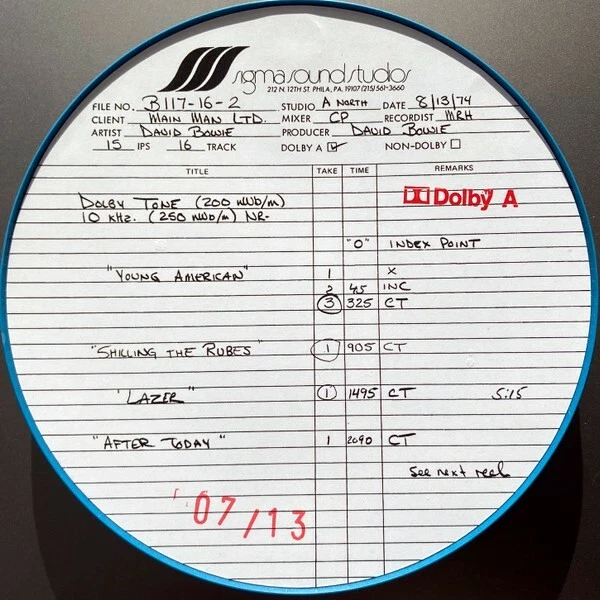 sigma sound studios
212 N. 12TH ST. PHILA., PA. 19107 (215) 561-3660
FILE NO. B117-16-2 STUDIO A NORTH DATE 8/13/74
CLIENT MAIN MAN LTD. MIXER CP RECORDIST MRH
ARTIST DAVID BOWIE PRODUCER DAVID BOWIE
15 IPS 16 TRACK DOLBY A ☑ NON-DOLBY ☐
TITLE TAKE TIME REMARKS
DOLBY TONE (200 nWb/m) Dolby A
10 KHz. (250 nWb/m) NR-
"0" INDEX POINT
"YOUNG AMERICAN" 1 X
2 45 INC
3 325 CT
"SHILLING THE RUBES" 1 905 CT
"LAZER" 1 1495 CT 5:15
"AFTER TODAY" 1 2090 CT
See next reel
'07/13